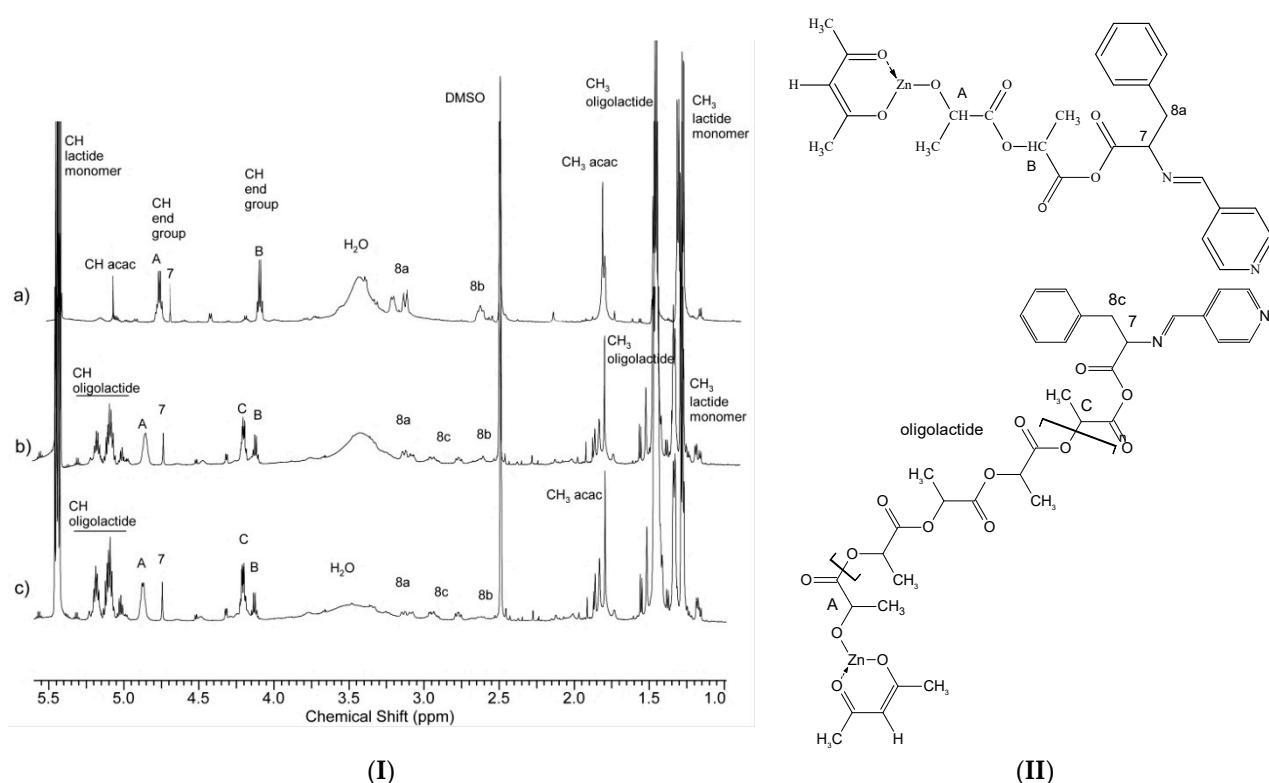 CH
lactide
monomer
CH
end
group
CH
end
group
DMSO
CH₃
oligolactide
CH₃
lactide
monomer
CH₃ acac
CH acac
A
7
B
H₂O
8a
8b
a)
CH
oligolactide
A
7
C
B
8a
8c
8b
CH₃
oligolactide
CH₃
lactide
monomer
b)
CH
oligolactide
A
7
C
B
H₂O
8a
8c
8b
CH₃ acac
c)
5.5 5.0 4.5 4.0 3.5 3.0 2.5 2.0 1.5 1.0
Chemical Shift (ppm)
(I)
H₃C
O
H
Zn
O
A
O
CH
C
8a
O
CH₃
H₃C
O
7
CH₃
O
CH
B
C
O
O
N
N
8c
7
N
N
O
O
H₃C
C
oligolactide
O
O
O
n
O
H₃C
O
O
O
CH₃
O
O
CH₃
O
A
CH₃
O
Zn
O
O
CH₃
H₃C
H
(II)